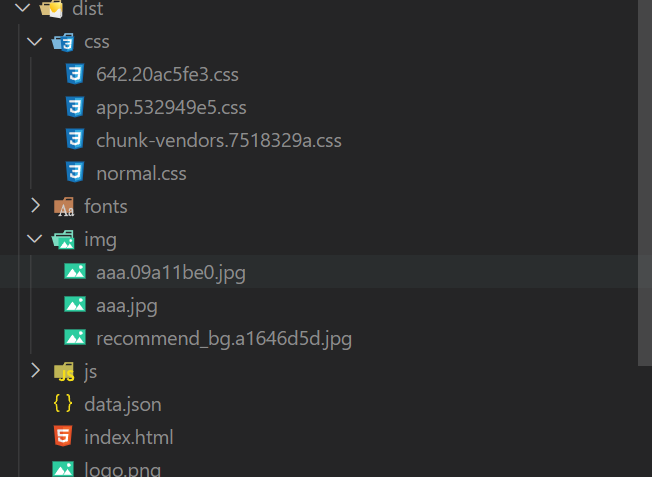 dist
css
642.20ac5fe3.css
app.532949e5.css
chunk-vendors.7518329a.css
normal.css
fonts
img
aaa.09a11be0.jpg
aaa.jpg
recommend_bg.a1646d5d.jpg
js
data.json
index.html
logo.png